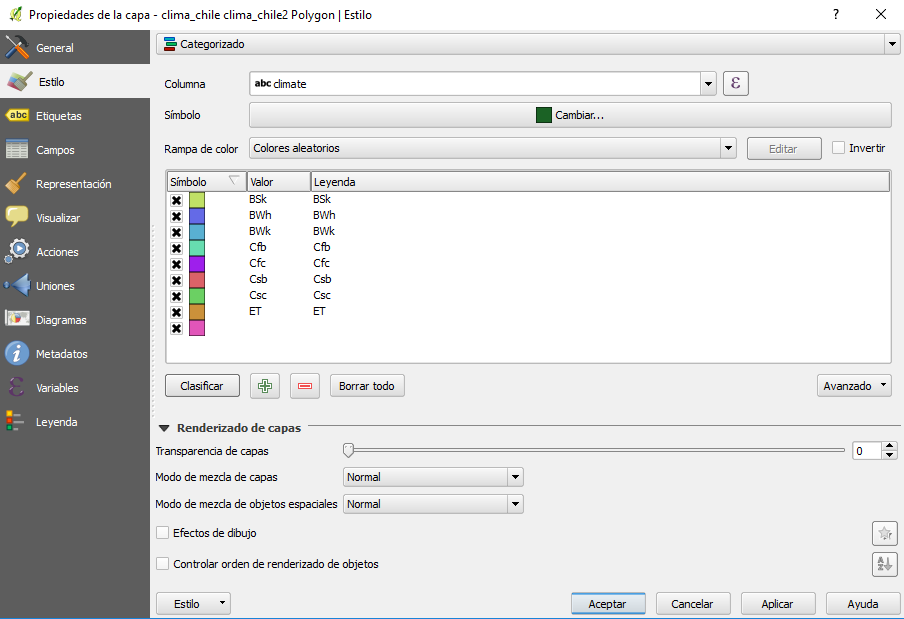 Propiedades de la capa - clima_chile clima_chile2 Polygon | Estilo
?
General
Estilo
abc Etiquetas
Campos
Representación
Visualizar
Acciones
Uniones
Diagramas
i Metadatos
ε Variables
Leyenda
Categorizado
Columna abc climate ε
Símbolo Cambiar...
Rampa de color Colores aleatorios Editar Invertir
Símbolo Valor Leyenda
BSk BSk
BWh BWh
BWk BWk
Cfb Cfb
Cfc Cfc
Csb Csb
Csc Csc
ET ET
Clasificar Borrar todo Avanzado
Renderizado de capas
Transparencia de capas 0
Modo de mezcla de capas Normal
Modo de mezcla de objetos espaciales Normal
Efectos de dibujo
Controlar orden de renderizado de objetos A Z
Estilo Aceptar Cancelar Aplicar Ayuda